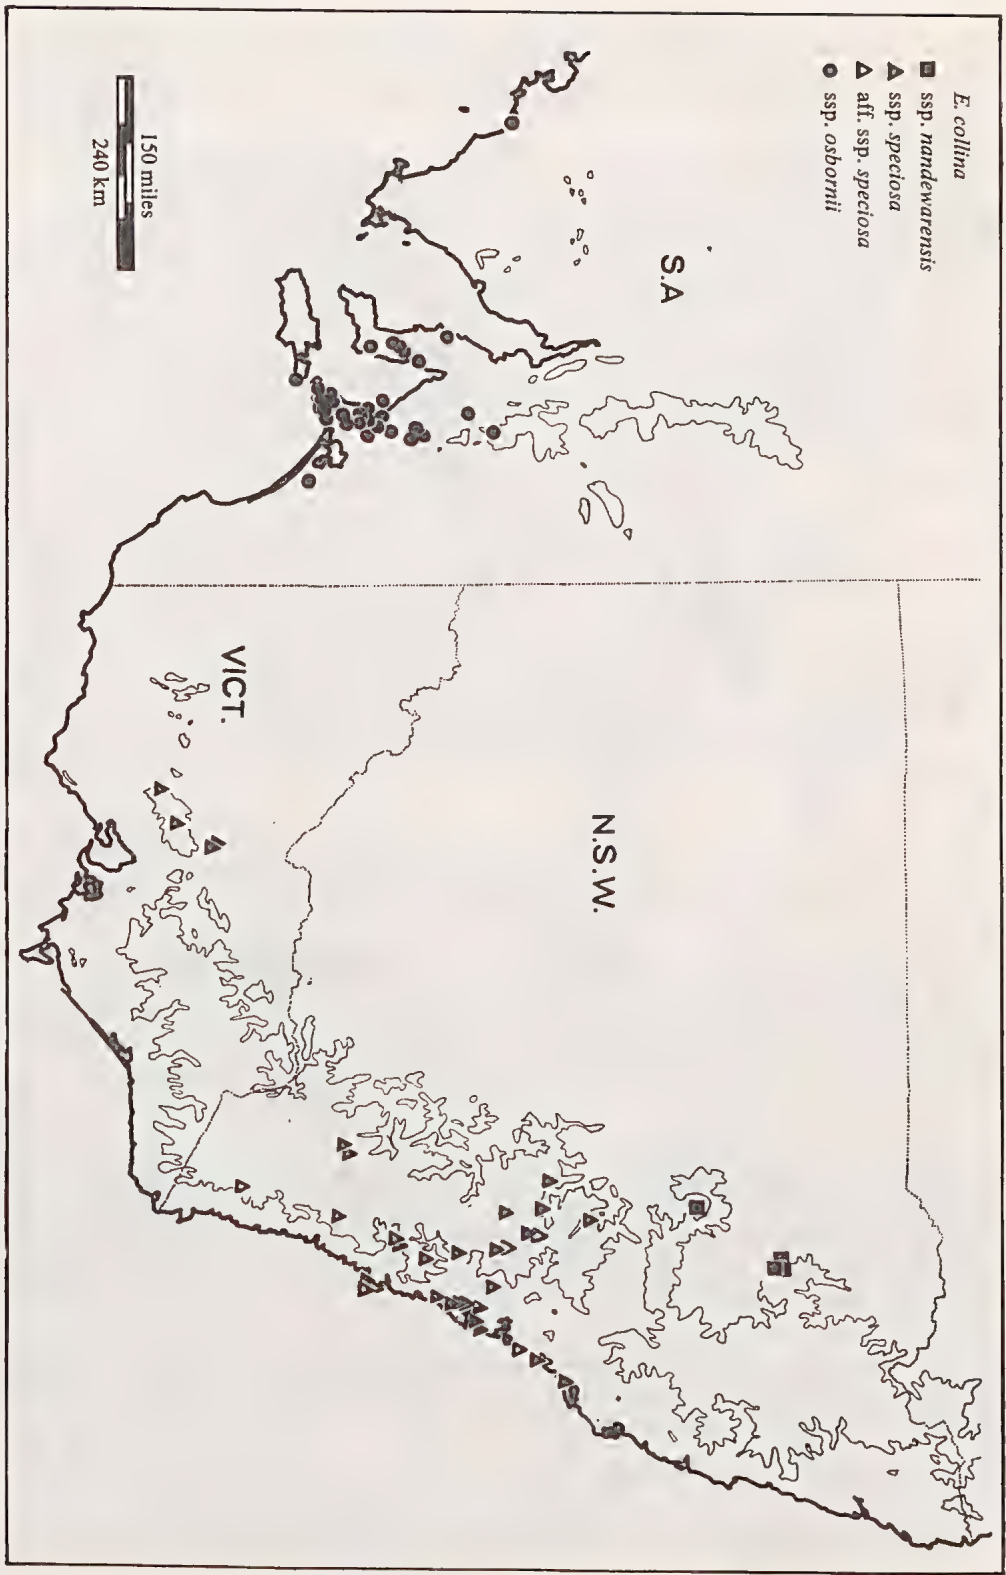 E. collina
ssp. nandewarensis
ssp. speciosa
aff. ssp. speciosa
ssp. osbornii
S.A
N.S.W.
VICT.
150 miles
240 km